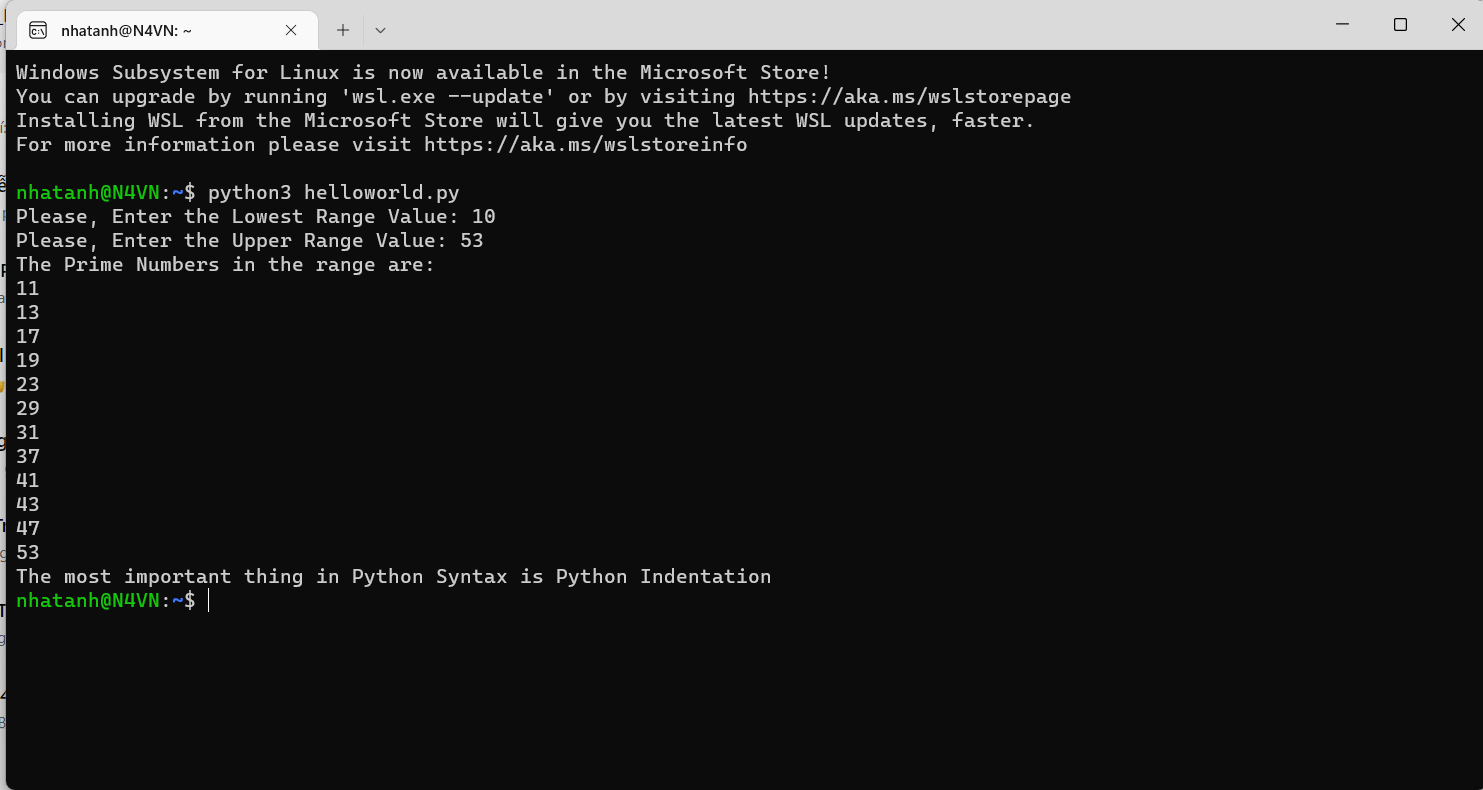 nhatanh@N4VN: ~
Windows Subsystem for Linux is now available in the Microsoft Store!
You can upgrade by running 'wsl.exe --update' or by visiting https://aka.ms/wslstorepage
Installing WSL from the Microsoft Store will give you the latest WSL updates, faster.
For more information please visit https://aka.ms/wslstoreinfo
nhatanh@N4VN:~$ python3 helloworld.py
Please, Enter the Lowest Range Value: 10
Please, Enter the Upper Range Value: 53
The Prime Numbers in the range are:
11
13
17
19
23
29
31
37
41
43
47
53
The most important thing in Python Syntax is Python Indentation
nhatanh@N4VN:~$